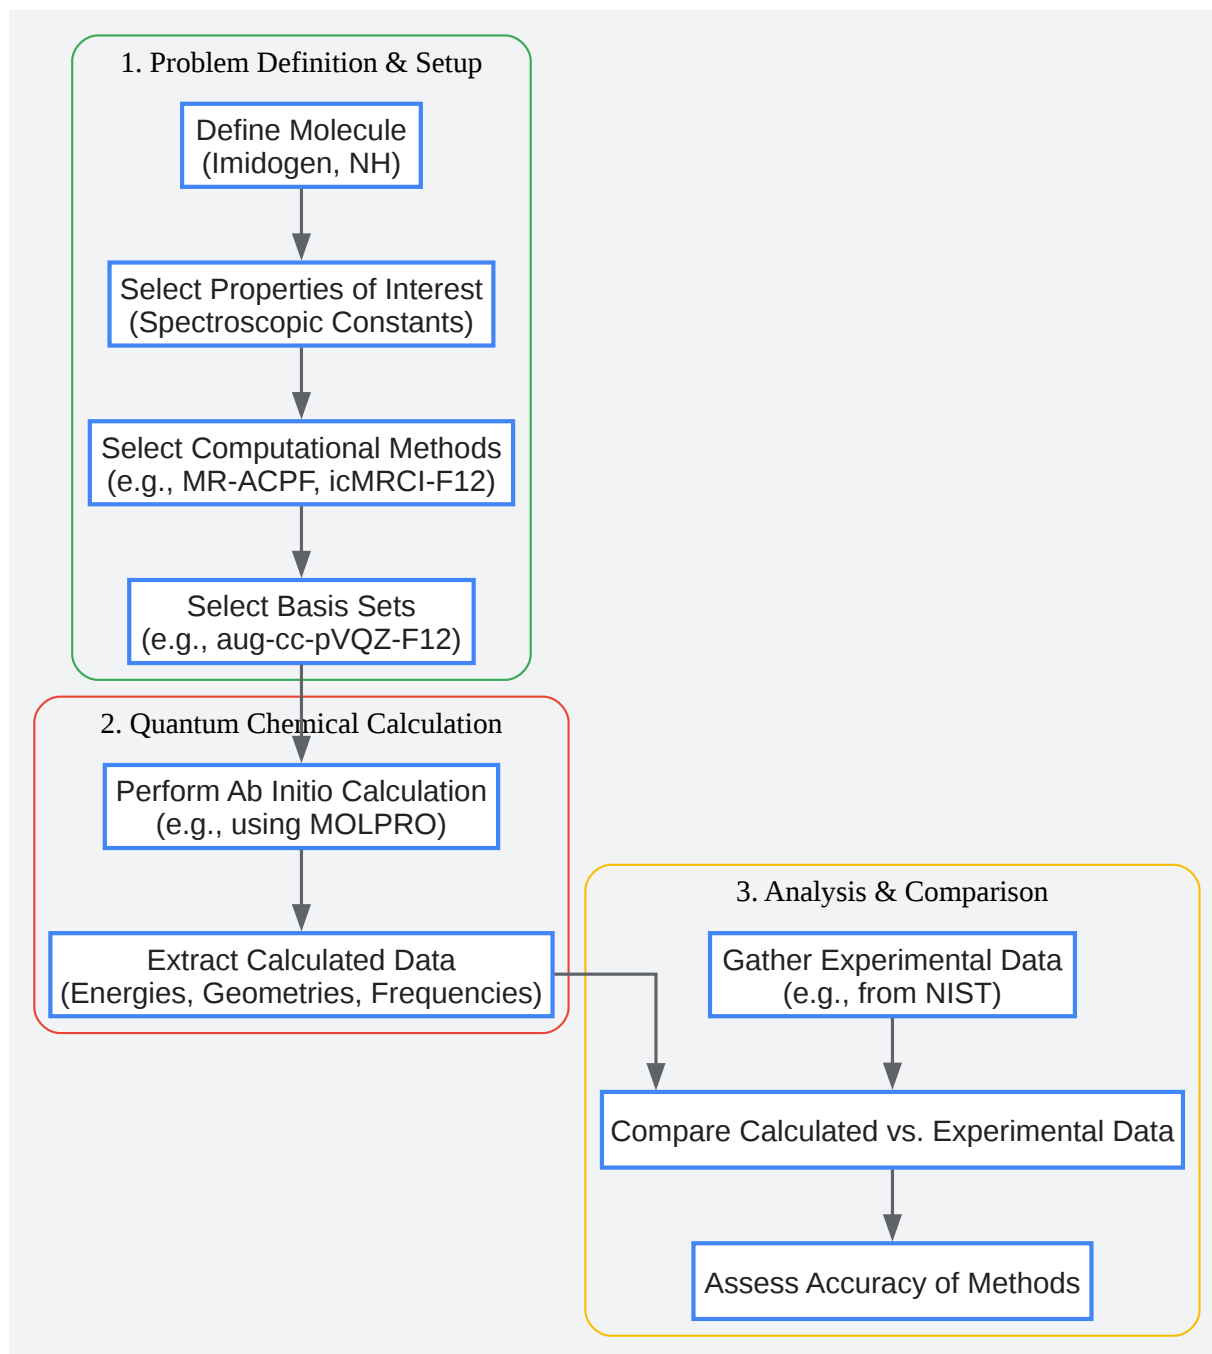 1. Problem Definition & Setup
Define Molecule
(Imidogen, NH)
Select Properties of Interest
(Spectroscopic Constants)
Select Computational Methods
(e.g., MR-ACPF, icMRCI-F12)
Select Basis Sets
(e.g., aug-cc-pVQZ-F12)
2. Quantum Chemical Calculation
Perform Ab Initio Calculation
(e.g., using MOLPRO)
Extract Calculated Data
(Energies, Geometries, Frequencies)
3. Analysis & Comparison
Gather Experimental Data
(e.g., from NIST)
Compare Calculated vs. Experimental Data
Assess Accuracy of Methods